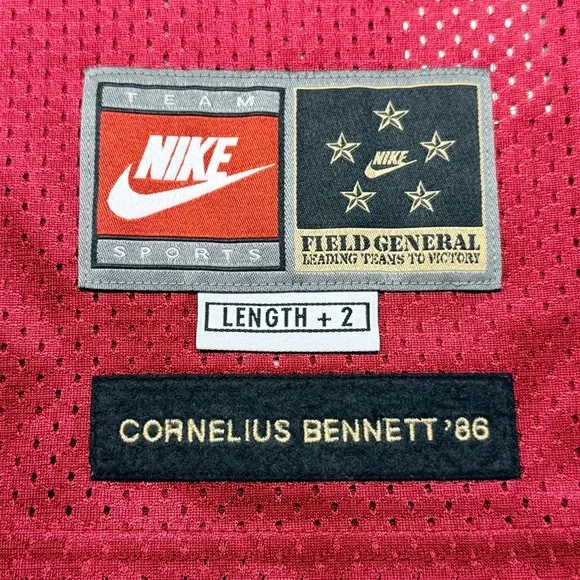 TEAM
NIKE
SPORTS
NIKE
FIELD GENERAL
LEADING TEAMS TO VICTORY
LENGTH + 2
CORNELIUS BENNETT '86